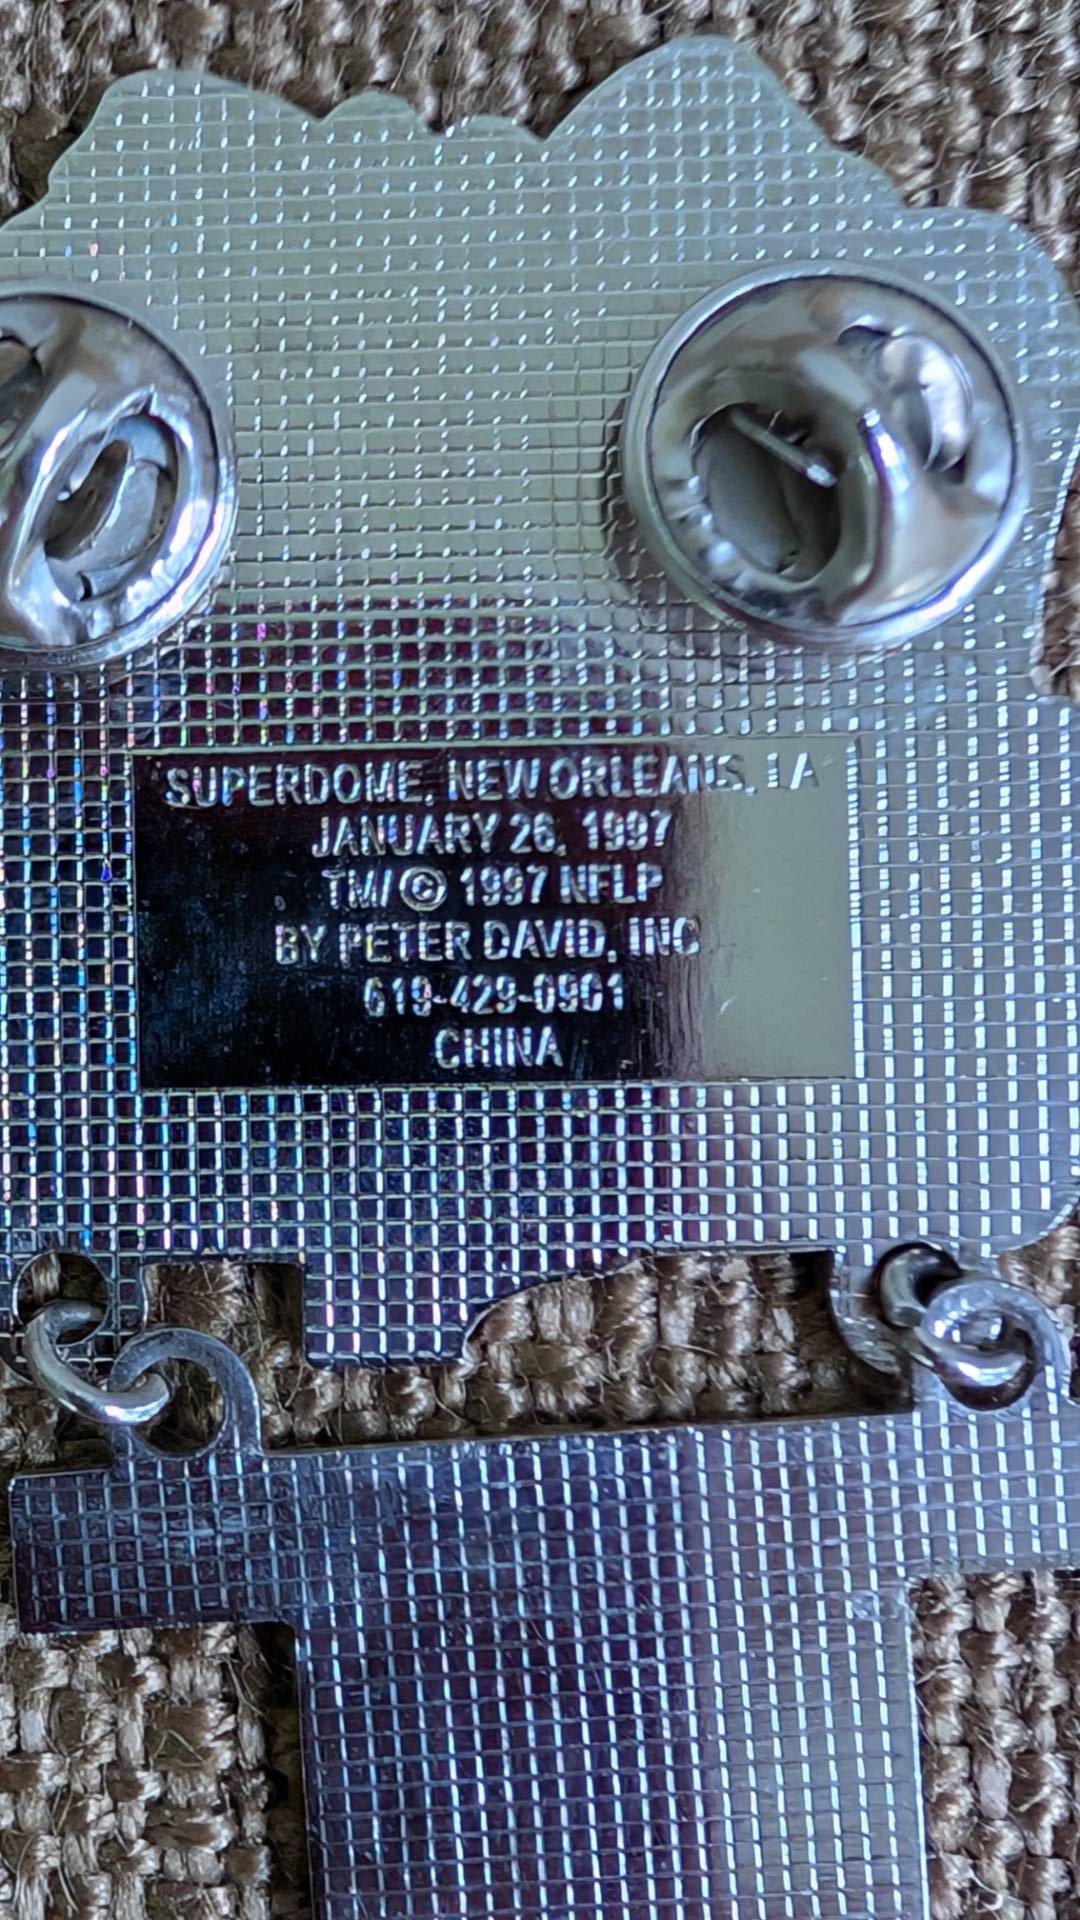 SUPERDOME, NEW ORLEANS, LA
JANUARY 26, 1997
TM/ © 1997 NFLP
BY PETER DAVID, INC
619-429-0901
CHINA